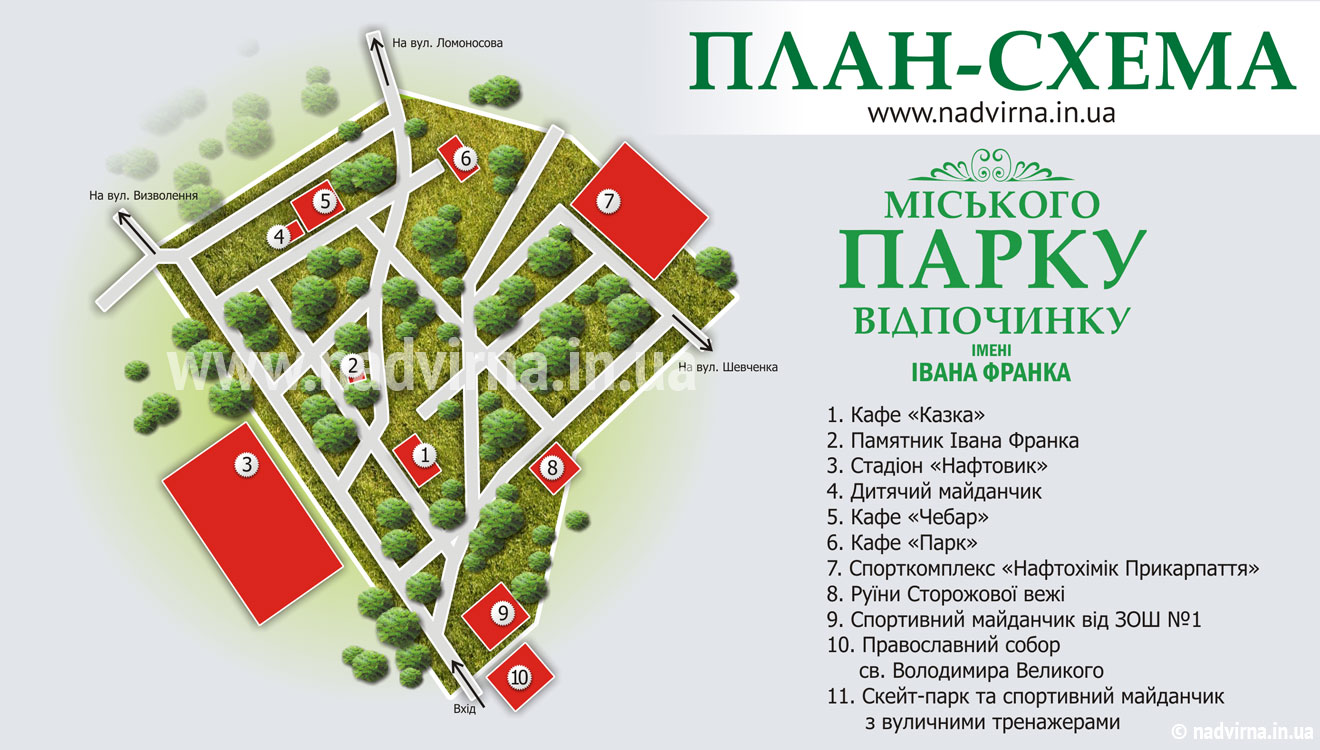 ПЛАН-СХЕМА
www.nadvirna.in.ua
МІСЬКОГО
ПАРКУ
ВІДПОЧИНКУ
ІМЕНІ
ІВАНА ФРАНКА
1. Кафе «Казка»
2. Памятник Івана Франка
3. Стадіон «Нафтовик»
4. Дитячий майданчик
5. Кафе «Чебар»
6. Кафе «Парк»
7. Спорткомплекс «Нафтохімік Прикарпаття»
8. Руїни Сторожової вежі
9. Спортивний майданчик від ЗОШ №1
10. Православний собор
св. Володимира Великого
11. Скейт-парк та спортивний майданчик
з вуличними тренажерами
На вул. Ломоносова
На вул. Визволення
На вул. Шевченка
Вхід
6
5
7
4
2
1
3
8
9
10
www.nadvirna.in.ua
© nadvirna.in.ua